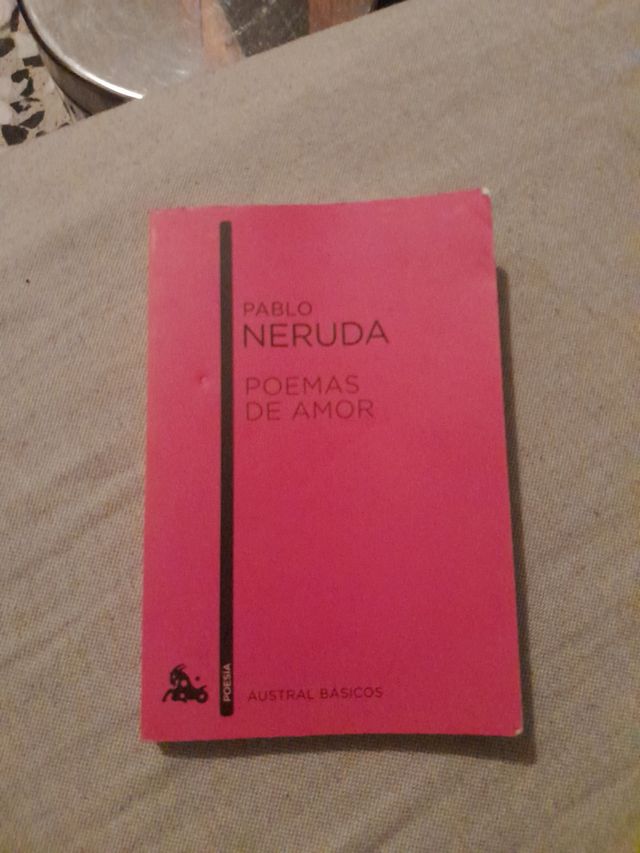 PABLO
NERUDA
POEMAS
DE AMOR
POESÍA
AUSTRAL BÁSICOS